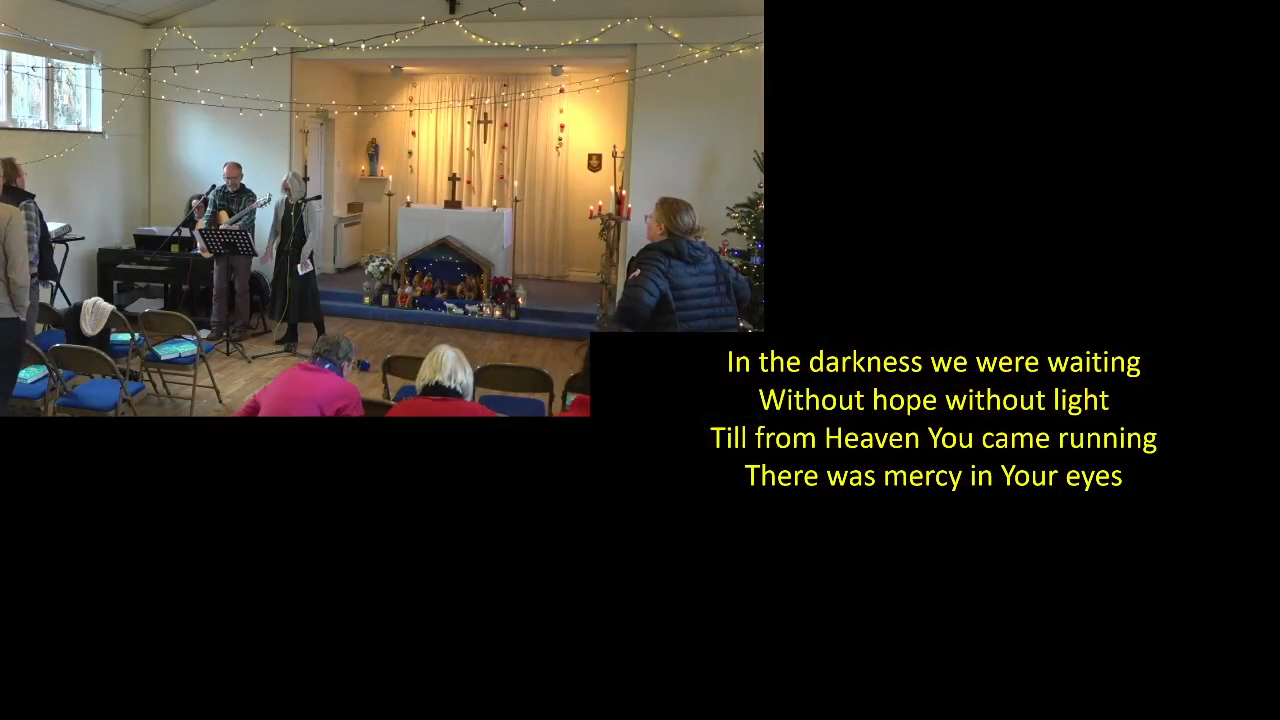 In the darkness we were waiting
Without hope without light
Till from Heaven You came running
There was mercy in Your eyes